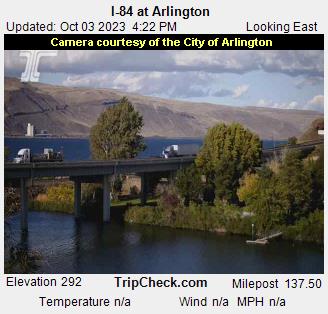 I-84 at Arlington
Updated: Oct 03 2023 4:22 PM Looking East
Camera courtesy of the City of Arlington
Elevation 292 TripCheck.com Milepost 137.50
Temperature n/a Wind n/a MPH n/a